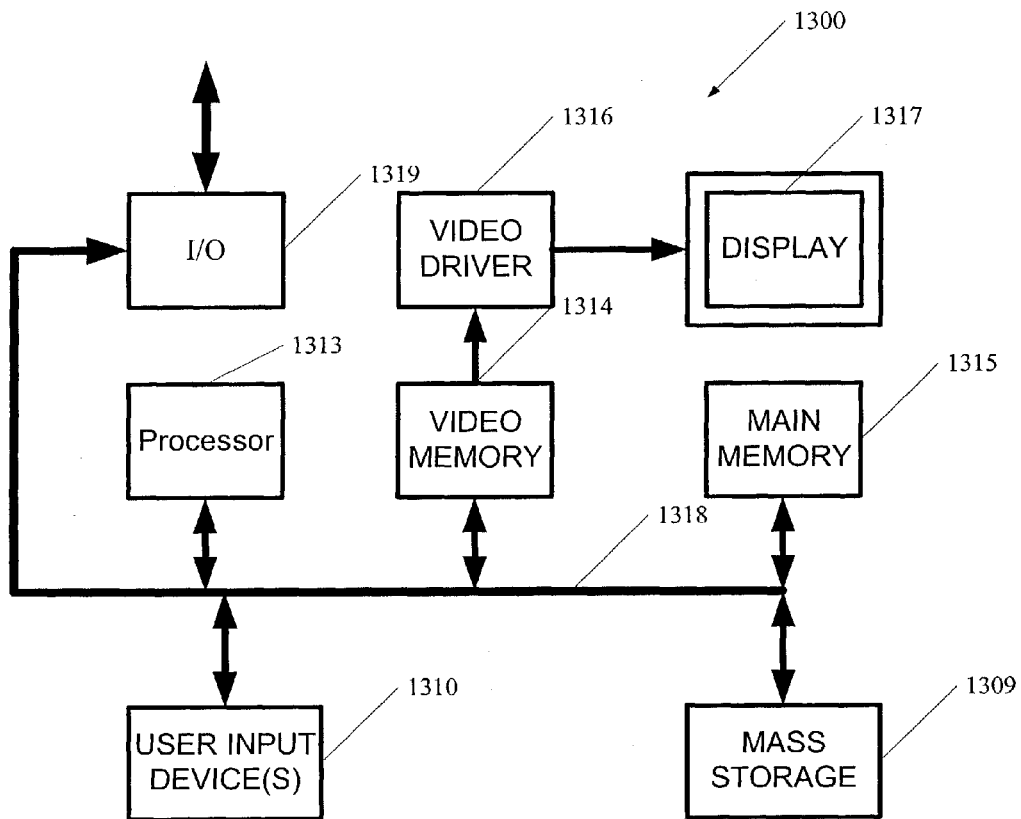 1300
1316
1317
1319
I/O
VIDEO
DRIVER
DISPLAY
1314
1313
1315
Processor
VIDEO
MEMORY
MAIN
MEMORY
1318
1310
1309
USER INPUT
DEVICE(S)
MASS
STORAGE